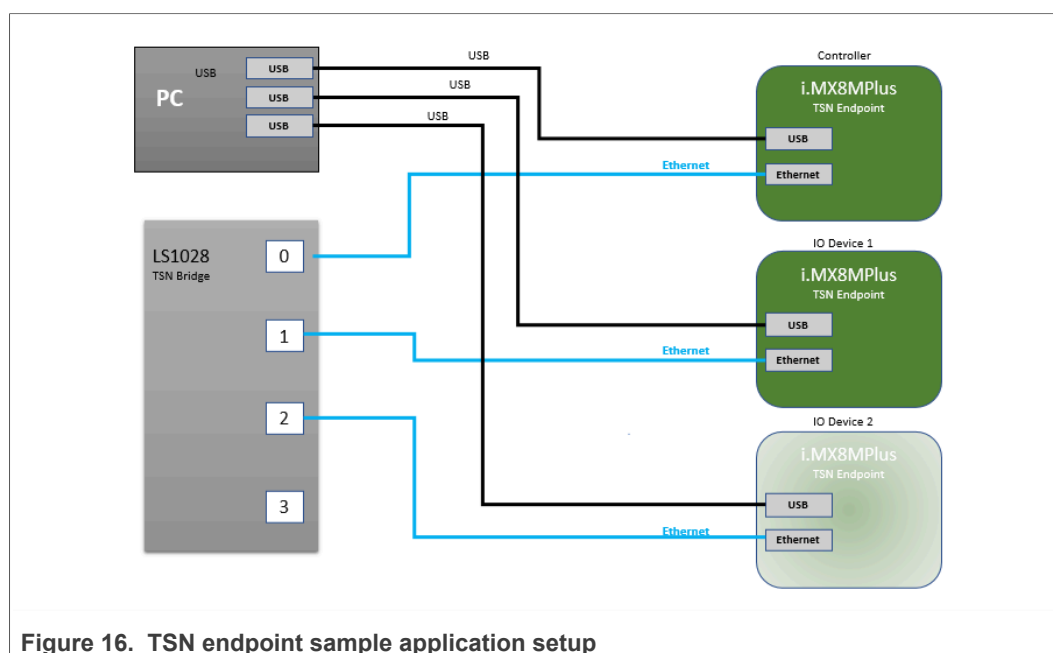 USB
PC
USB
USB
USB
USB
USB
USB
Controller
i.MX8MPlus
TSN Endpoint
USB
Ethernet
Ethernet
LS1028
TSN Bridge
0
1
2
3
IO Device 1
i.MX8MPlus
TSN Endpoint
USB
Ethernet
Ethernet
IO Device 2
i.MX8MPlus
TSN Endpoint
USB
Ethernet
Ethernet
Figure 16. TSN endpoint sample application setup